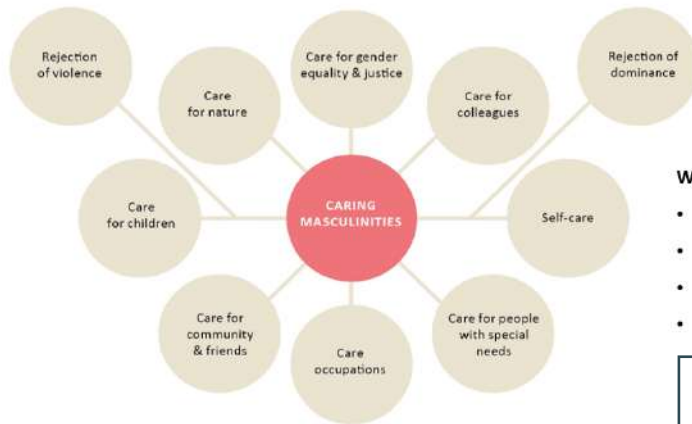 Rejection
of violence
Care for gender
equality & justice
Rejection of
dominance
Care
for nature
Care for
colleagues
CARING
MASCULINITIES
Care
for children
Self-care
Care for
community
& friends
Care
occupations
Care for people
with special
needs
W
•
•
•
•